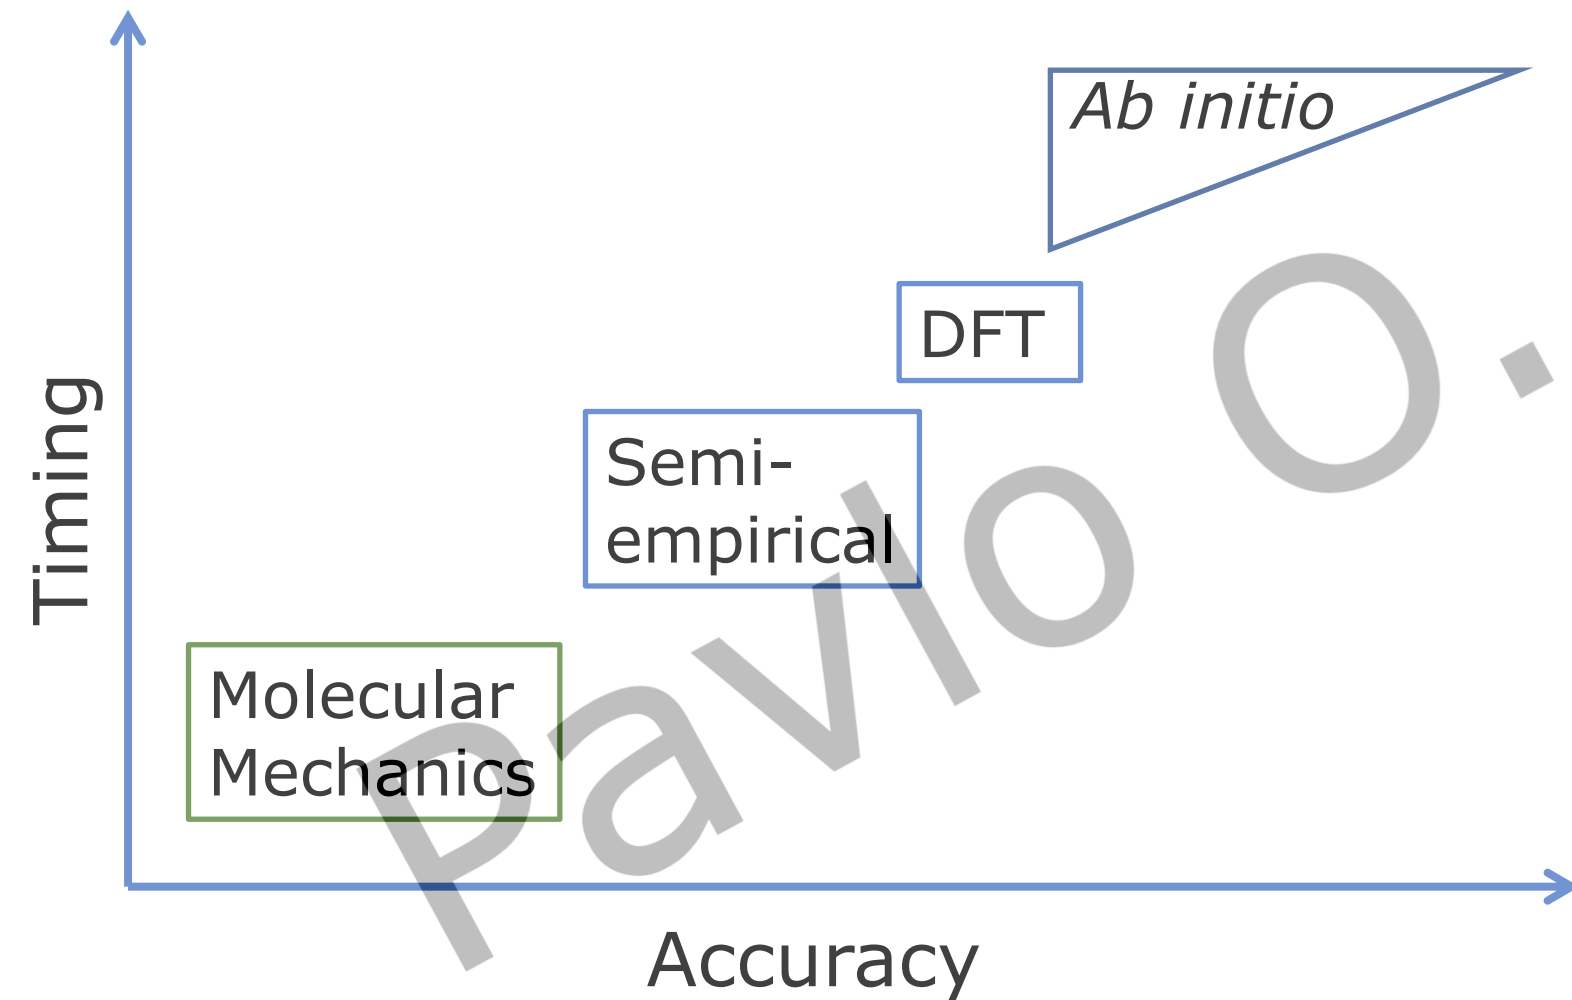 Ab initio
DFT
Semi-
empirical
Molecular
Mechanics
Timing
Accuracy
Pavlo O.